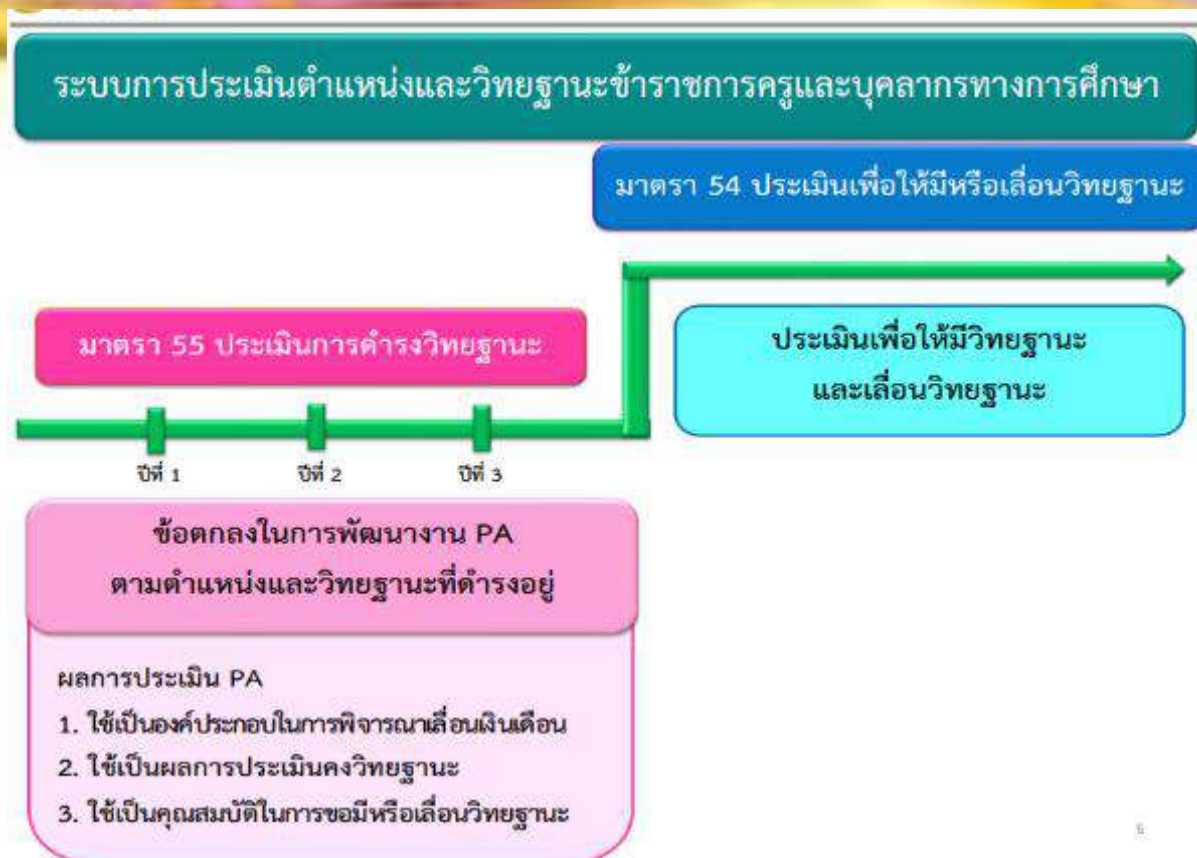 ระบบการประเมินตำแหน่งและวิทยฐานะข้าราชการครูและบุคลากรทางการศึกษา
มาตรา 54 ประเมินเพื่อให้มีหรือเลื่อนวิทยฐานะ
มาตรา 55 ประเมินการดำรงวิทยฐานะ
ประเมินเพื่อให้มีวิทยฐานะ
และเลื่อนวิทยฐานะ
ปีที่ 1
ปีที่ 2
ปีที่ 3
ข้อตกลงในการพัฒนางาน PA
ตามตำแหน่งและวิทยฐานะที่ดำรงอยู่
ผลการประเมิน PA
1. ใช้เป็นองค์ประกอบในการพิจารณาเลื่อนเงินเดือน
2. ใช้เป็นผลการประเมินคงวิทยฐานะ
3. ใช้เป็นคุณสมบัติในการขอมีหรือเลื่อนวิทยฐานะ